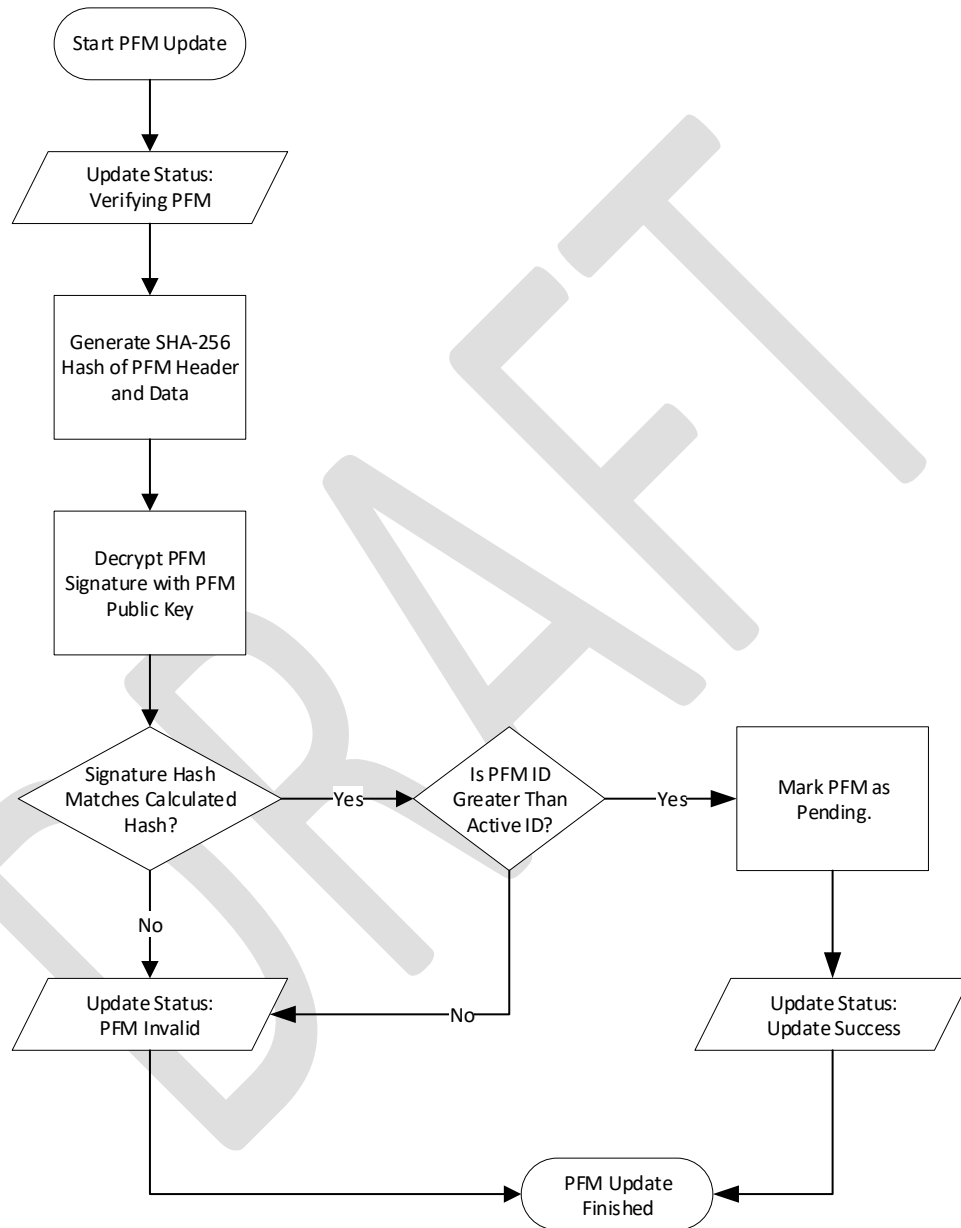 Start PFM Update
Update Status:
Verifying PFM
Generate SHA-256
Hash of PFM Header
and Data
Decrypt PFM
Signature with PFM
Public Key
Signature Hash
Matches Calculated
Hash?
Yes
Is PFM ID
Greater Than
Active ID?
Yes
Mark PFM as
Pending.
No
Update Status:
PFM Invalid
No
Update Status:
Update Success
PFM Update
Finished
DRAFT